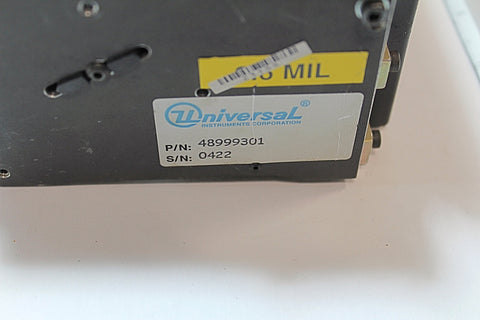 MIL
UniversaL®
INSTRUMENTS CORPORATION
P/N: 48999301
S/N: 0422